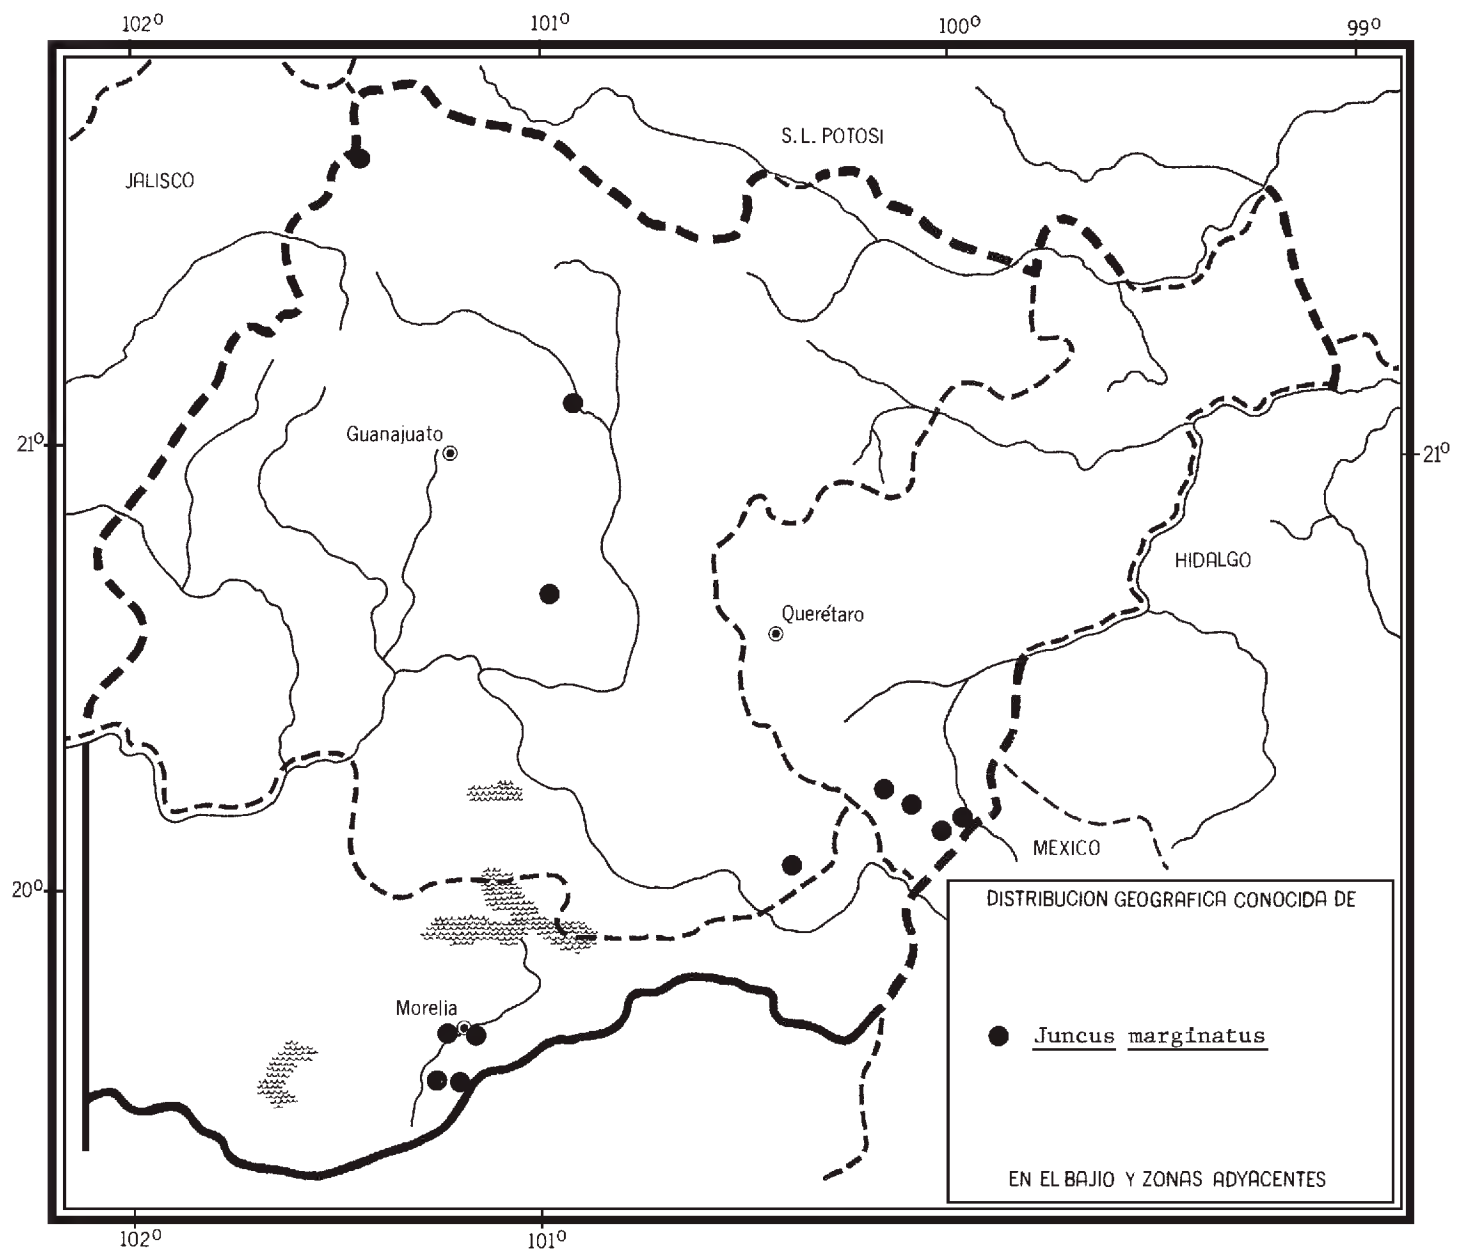 102º 101º 100º 99º
S.L. POTOSI
JALISCO
Guanajuato
21º
21º
HIDALGO
Querétaro
MEXICO
20º
DISTRIBUCION GEOGRAFICA CONOCIDA DE
Morelia
Juncus marginatus
EN EL BAJIO Y ZONAS ADYACENTES
102º 101º